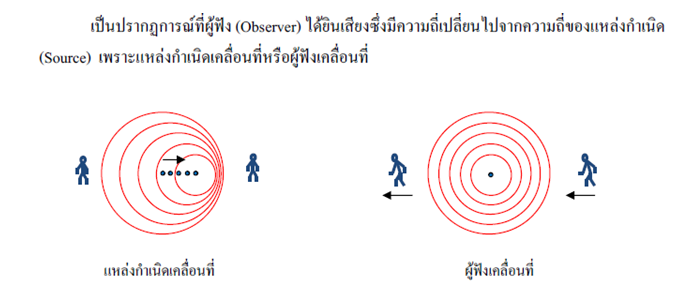 เป็นปรากฏการณ์ที่ผู้ฟัง (Observer) ได้ยินเสียงซึ่งมีความถี่เปลี่ยนไปจากความถี่ของแหล่งกำเนิด
(Source) เพราะแหล่งกำเนิดเคลื่อนที่หรือผู้ฟังเคลื่อนที่
แหล่งกำเนิดเคลื่อนที่
ผู้ฟังเคลื่อนที่